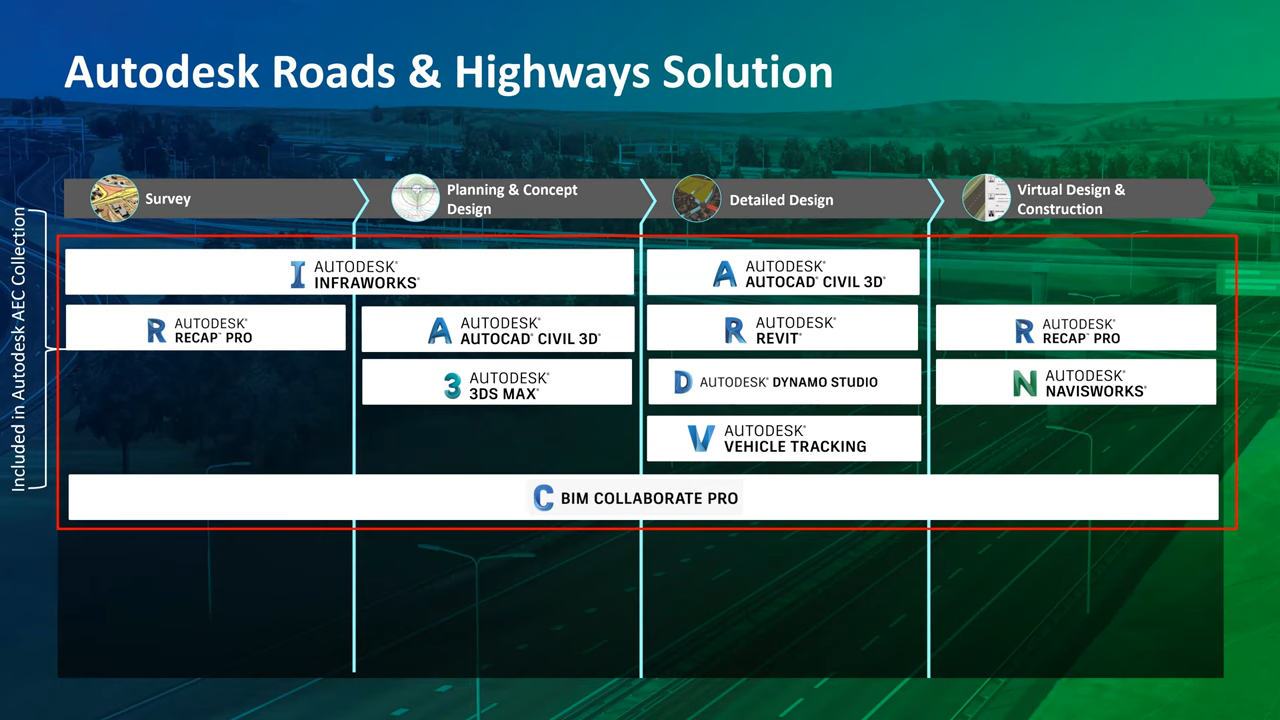 Autodesk Roads & Highways Solution
Survey
Planning & Concept
Design
Detailed Design
Virtual Design &
Construction
Included in Autodesk AEC Collection
I AUTODESK®
INFRAWORKS®
A AUTODESK®
AUTOCAD® CIVIL 3D®
R AUTODESK®
RECAP™ PRO
A AUTODESK®
AUTOCAD® CIVIL 3D®
R AUTODESK®
REVIT®
R AUTODESK®
RECAP™ PRO
3 AUTODESK®
3DS MAX®
D AUTODESK® DYNAMO STUDIO
N AUTODESK®
NAVISWORKS®
V AUTODESK®
VEHICLE TRACKING
C BIM COLLABORATE PRO